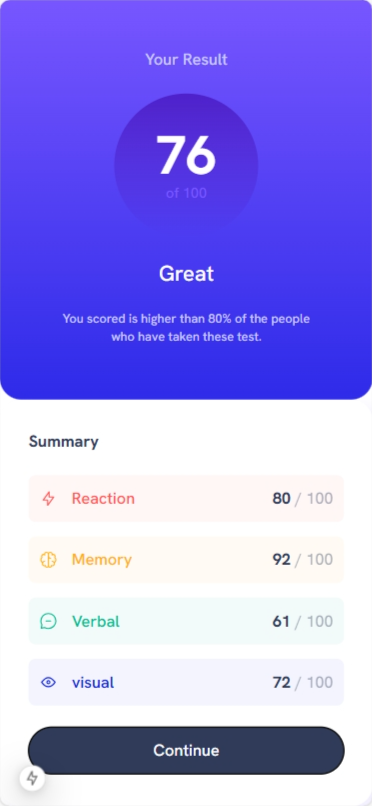 Your Result
76
of 100
Great
You scored is higher than 80% of the people
who have taken these test.
Summary
Reaction 80 / 100
Memory 92 / 100
Verbal 61 / 100
visual 72 / 100
Continue